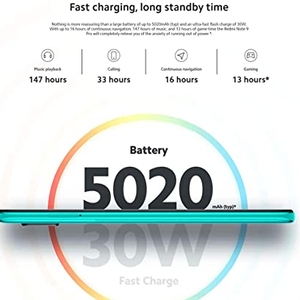 Fast charging, long standby time
Nothing is more reassuring than a large battery of up to 5020mAh (typ) and an ultra-fast flash charge of 30W.
With up to 16 hours of continuous navigation, 147 hours of music, and 13 hours of game time the Redmi Note 9
Pro will completely relieve you of the anxiety of running out of power *.
Music playback
147 hours
Calling
33 hours
Continuous navigation
16 hours
Gaming
13 hours*
Battery
5020
mAh (typ)*
30W
Fast Charge